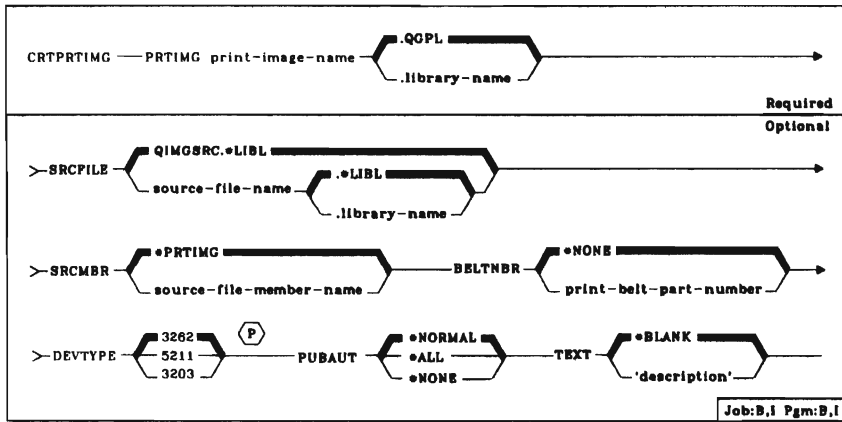 .QGPL
CRTPRTIMG PRTIMG print-image-name
.library-name
Required
Optional
QIMGSRC.*LIBL
SRCFILE
.*LIBL
source-file-name
.library-name
*PRTIMG *NONE
SRCMBR BELTNBR
source-file-member-name print-belt-part-number
3262 P *NORMAL *BLANK
DEVTYPE 5211 PUBAUT *ALL TEXT
3203 *NONE 'description'
Job:B,I Pgm:B,I